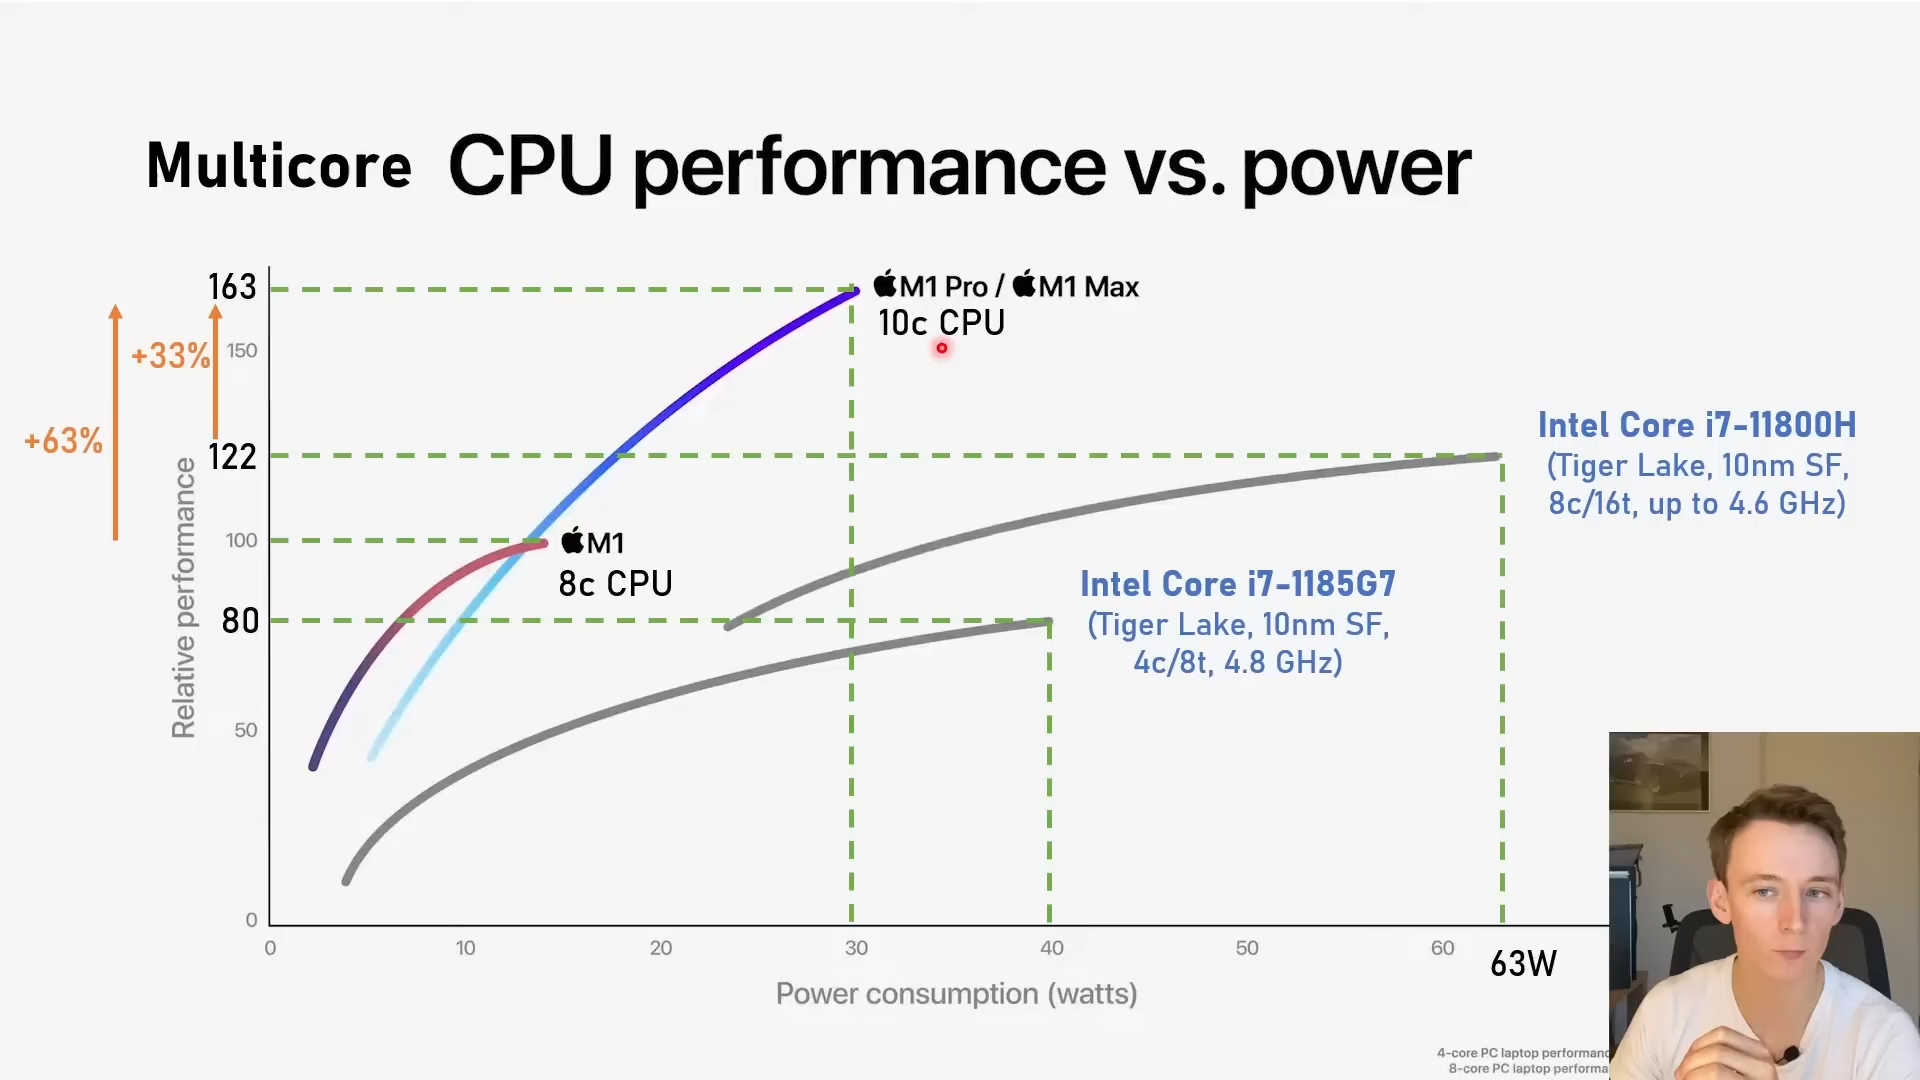 Multicore CPU performance vs. power
163
M1 Pro / M1 Max
10c CPU
+33%
150
+63%
122
Intel Core i7-11800H
(Tiger Lake, 10nm SF,
8c/16t, up to 4.6 GHz)
100
M1
8c CPU
Intel Core i7-1185G7
(Tiger Lake, 10nm SF,
4c/8t, 4.8 GHz)
80
Relative performance
50
0
0 10 20 30 40 50 60
63W
Power consumption (watts)
4-core PC laptop performanc
8-core PC laptop performa